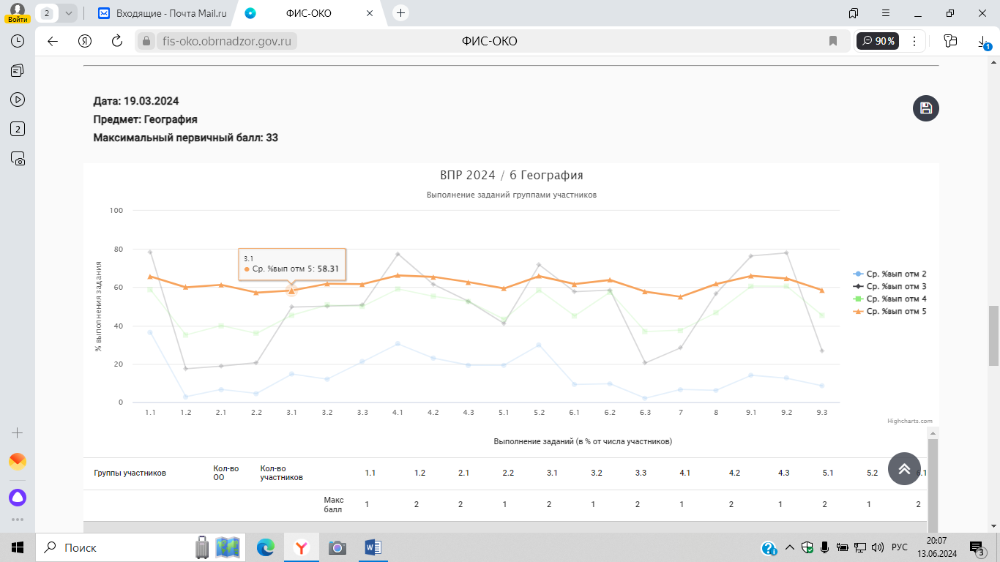 Войти
2
Входящие - Почта Mail.ru
ФИС-ОКО
fis-oko.obrnadzor.gov.ru
ФИС-ОКО
90%
1
2
Дата: 19.03.2024
Предмет: География
Максимальный первичный балл: 33
ВПР 2024 / 6 География
Выполнение заданий группами участников
% выполнения задания
100
80
60
40
20
0
3.1
Ср. %вып отм 5: 58.31
Ср. %вып отм 2
Ср. %вып отм 3
Ср. %вып отм 4
Ср. %вып отм 5
1.1 1.2 2.1 2.2 3.1 3.2 3.3 4.1 4.2 4.3 5.1 5.2 6.1 6.2 6.3 7 8 9.1 9.2 9.3
Highcharts.com
Выполнение заданий (в % от числа участников)
Группы участников Кол-во ОО Кол-во участников 1.1 1.2 2.1 2.2 3.1 3.2 3.3 4.1 4.2 4.3 5.1 5.2 6.1
Макс балл 1 2 2 1 2 1 2 1 2 1 2 1 2
Поиск
РУС
20:07
13.06.2024
3